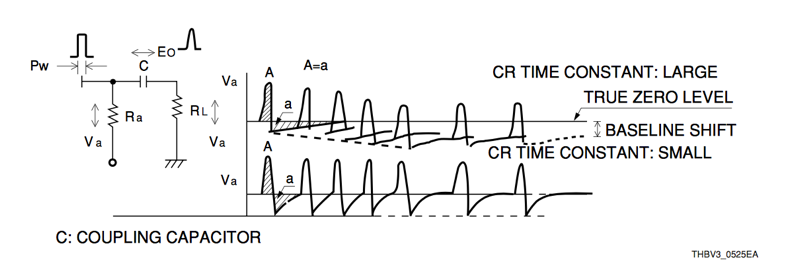 Pw
C
Eo
Ra
RL
Va
Va
A
A=a
Va
a
CR TIME CONSTANT: LARGE
TRUE ZERO LEVEL
BASELINE SHIFT
CR TIME CONSTANT: SMALL
A
Va
a
C: COUPLING CAPACITOR
THBV3_0525EA